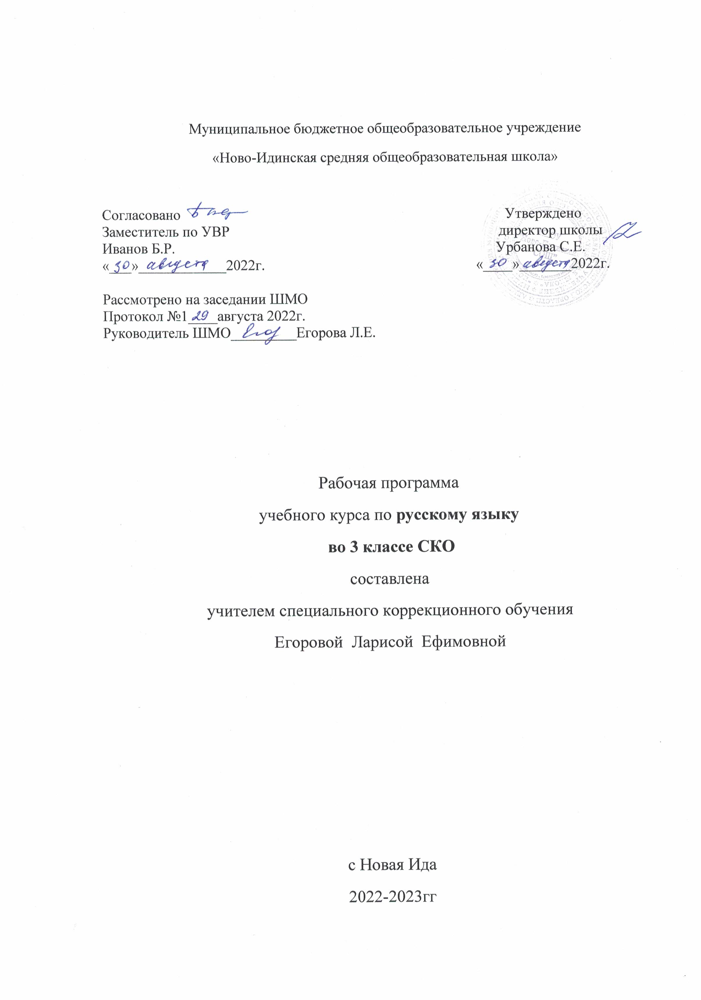 Муниципальное бюджетное общеобразовательное учреждение
«Ново-Идинская средняя общеобразовательная школа»
Согласовано
Заместитель по УВР
Иванов Б.Р.
«30» августа 2022г.
Утверждено
директор школы
Урбанова С.Е.
«30» августа 2022г.
Рассмотрено на заседании ШМО
Протокол №1 29 августа 2022г.
Руководитель ШМО__________Егорова Л.Е.
Рабочая программа
учебного курса по русскому языку
во 3 классе СКО
составлена
учителем специального коррекционного обучения
Егоровой Ларисой Ефимовной
с Новая Ида
2022-2023гг